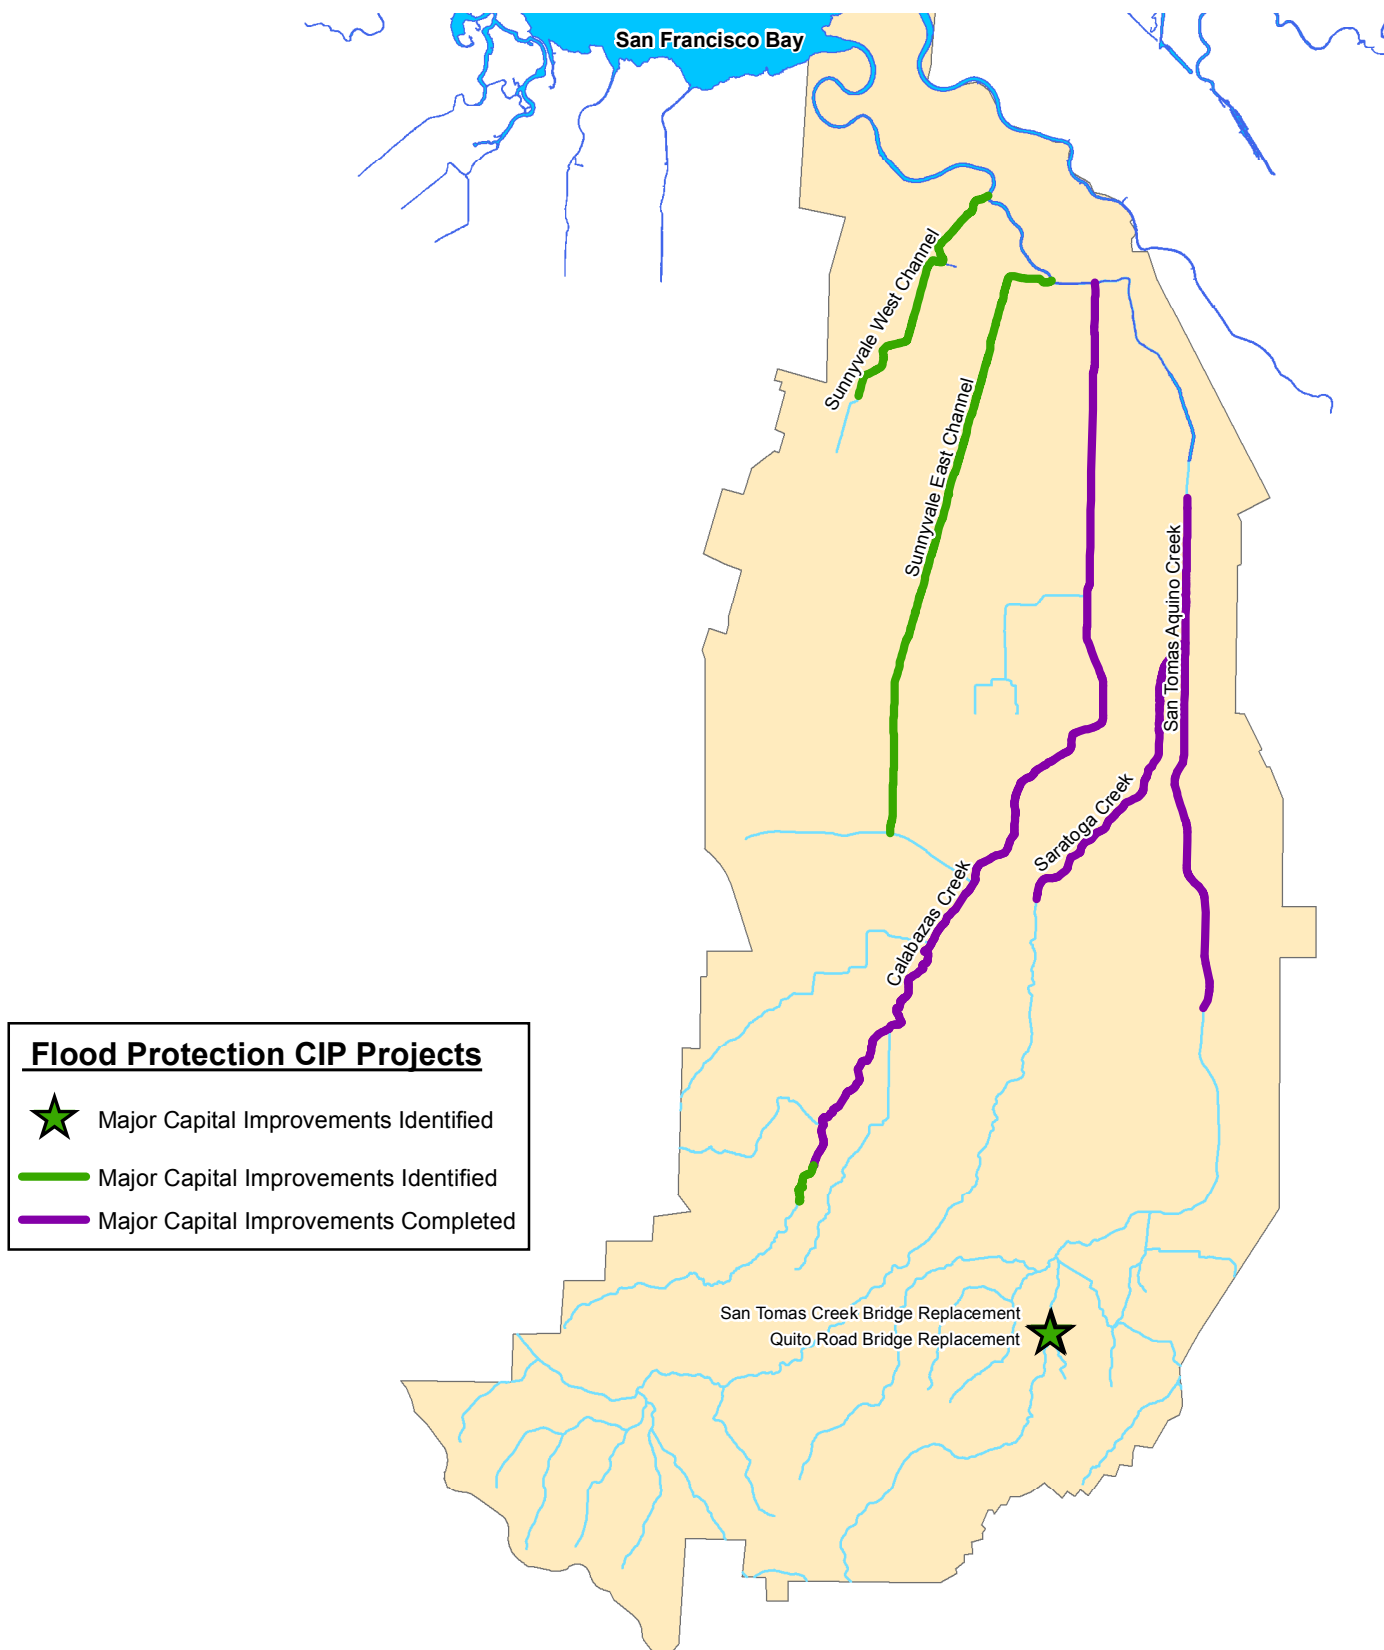 San Francisco Bay
Sunnyvale West Channel
Sunnyvale East Channel
San Tomas Aquino Creek
Saratoga Creek
Calabazas Creek
Flood Protection CIP Projects
Major Capital Improvements Identified
Major Capital Improvements Identified
Major Capital Improvements Completed
San Tomas Creek Bridge Replacement
Quito Road Bridge Replacement